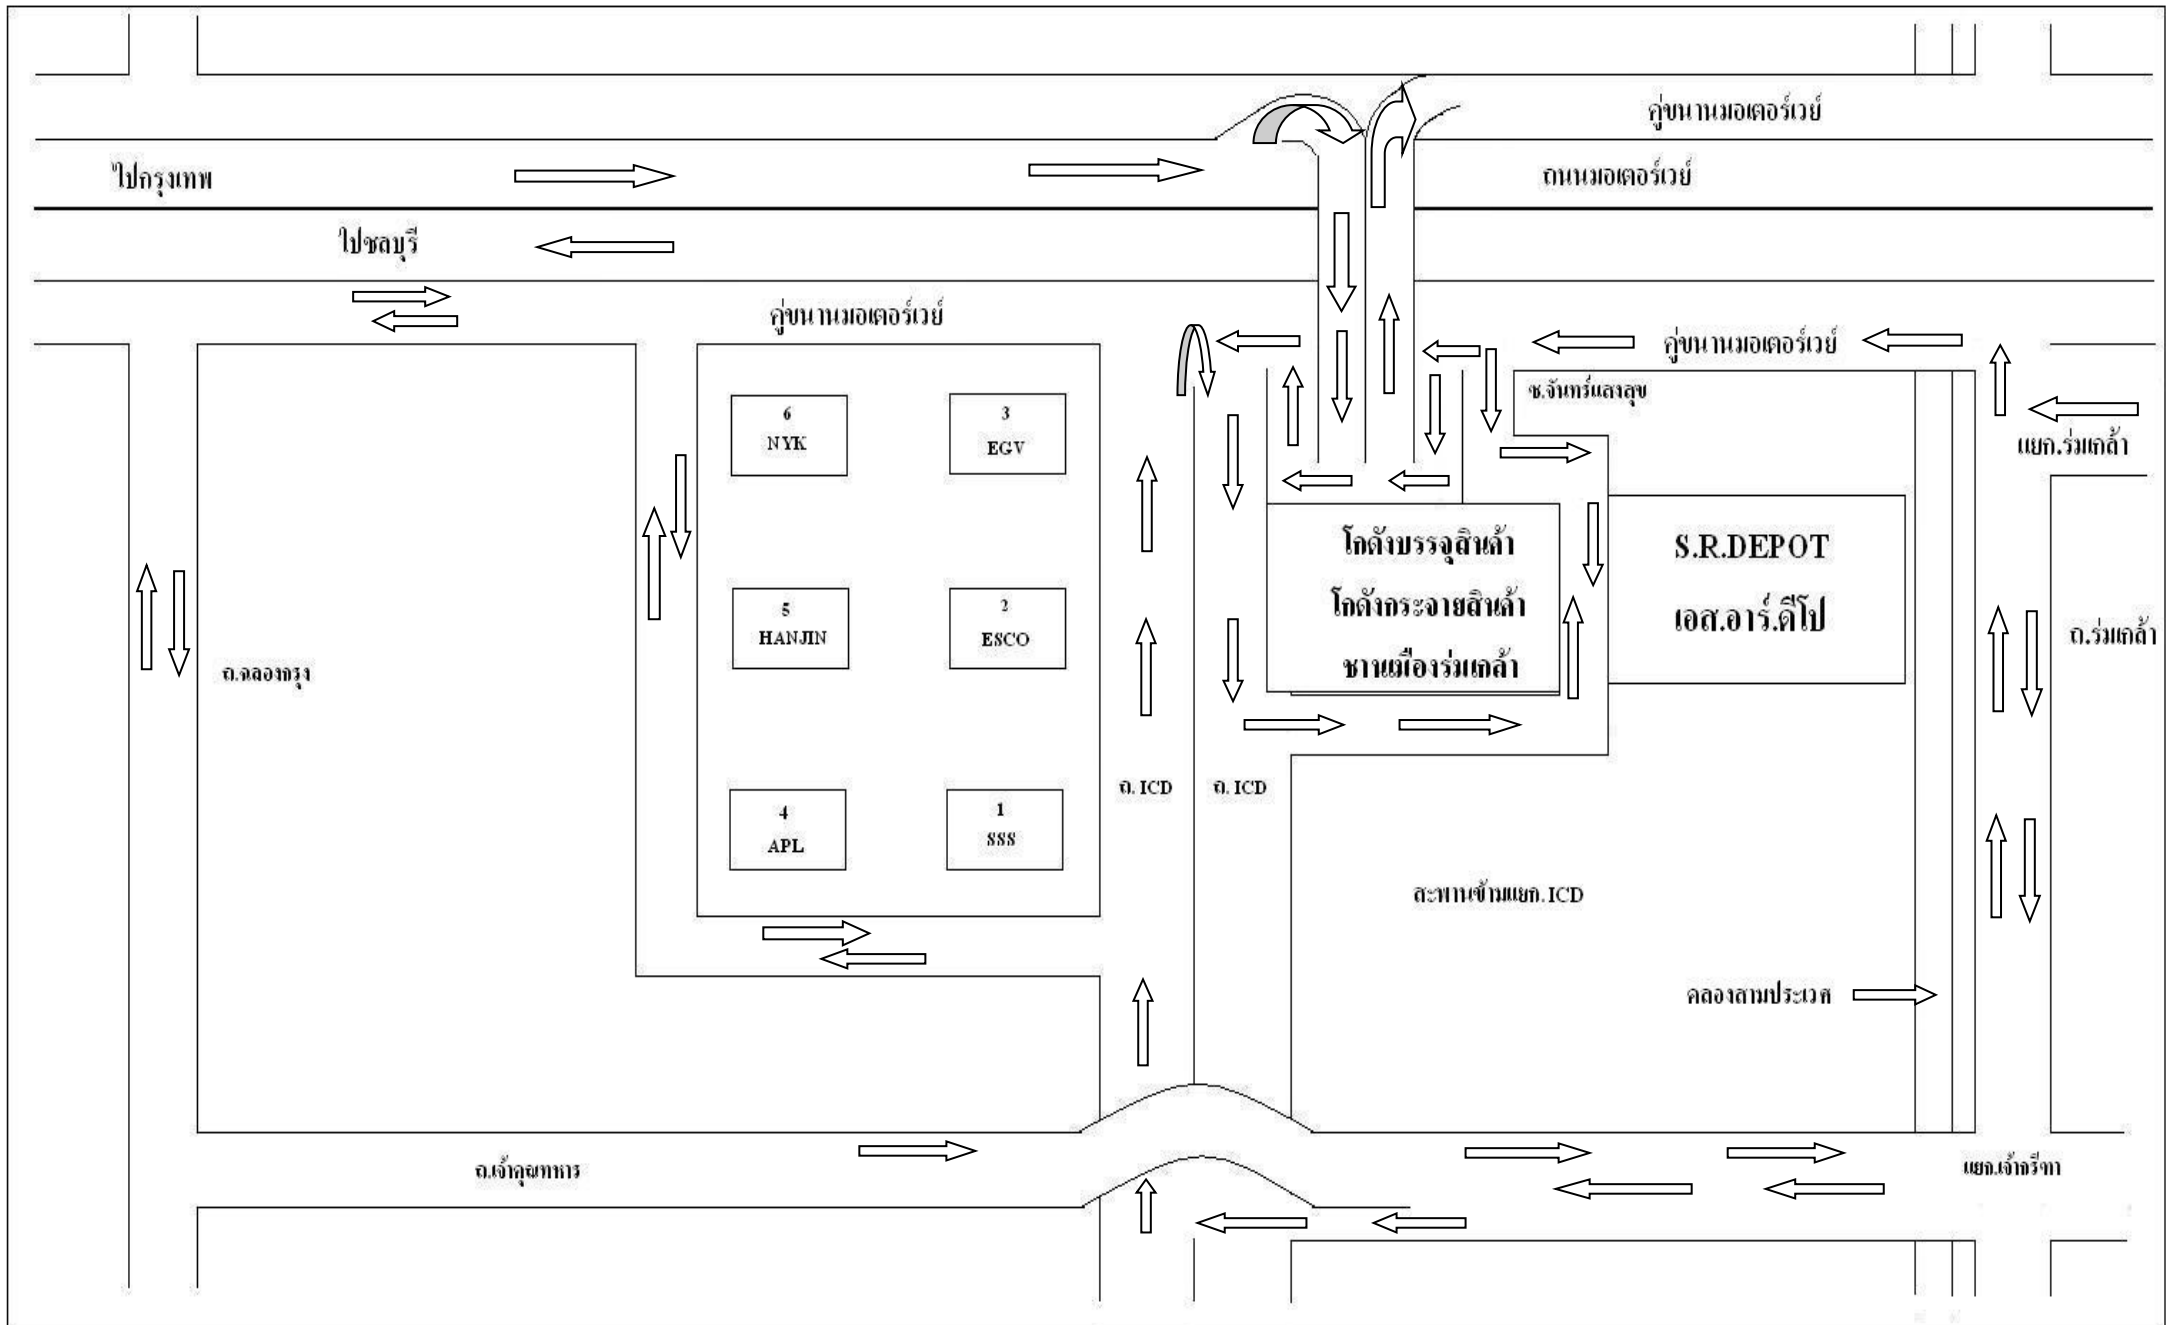 คู่ขนานมอเตอร์เวย์
ไปกรุงเทพ
ถนนมอเตอร์เวย์
ไปชลบุรี
คู่ขนานมอเตอร์เวย์
คู่ขนานมอเตอร์เวย์
ซ.จันทร์แสงสุข
แยก.ร่มเกล้า
6
NYK
3
EGV
โกดังบรรจุสินค้า
โกดังกระจายสินค้า
ชานเมืองร่มเกล้า
S.R.DEPOT
เอส.อาร์.ดีโป
5
HANJIN
2
ESCO
ถ.ร่มเกล้า
ถ.ฉลองกรุง
ถ. ICD
ถ. ICD
4
APL
1
SSS
สะพานข้ามแยก. ICD
คลองสามประเวศ
ถ.เจ้าคุณทหาร
แยก.เจ้ากรีฑา